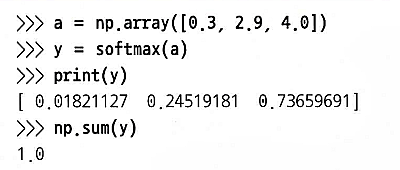 >>> a = np.array([0.3, 2.9, 4.0])
>>> y = softmax(a)
>>> print(y)
[ 0.01821127  0.24519181  0.73659691]
>>> np.sum(y)
1.0